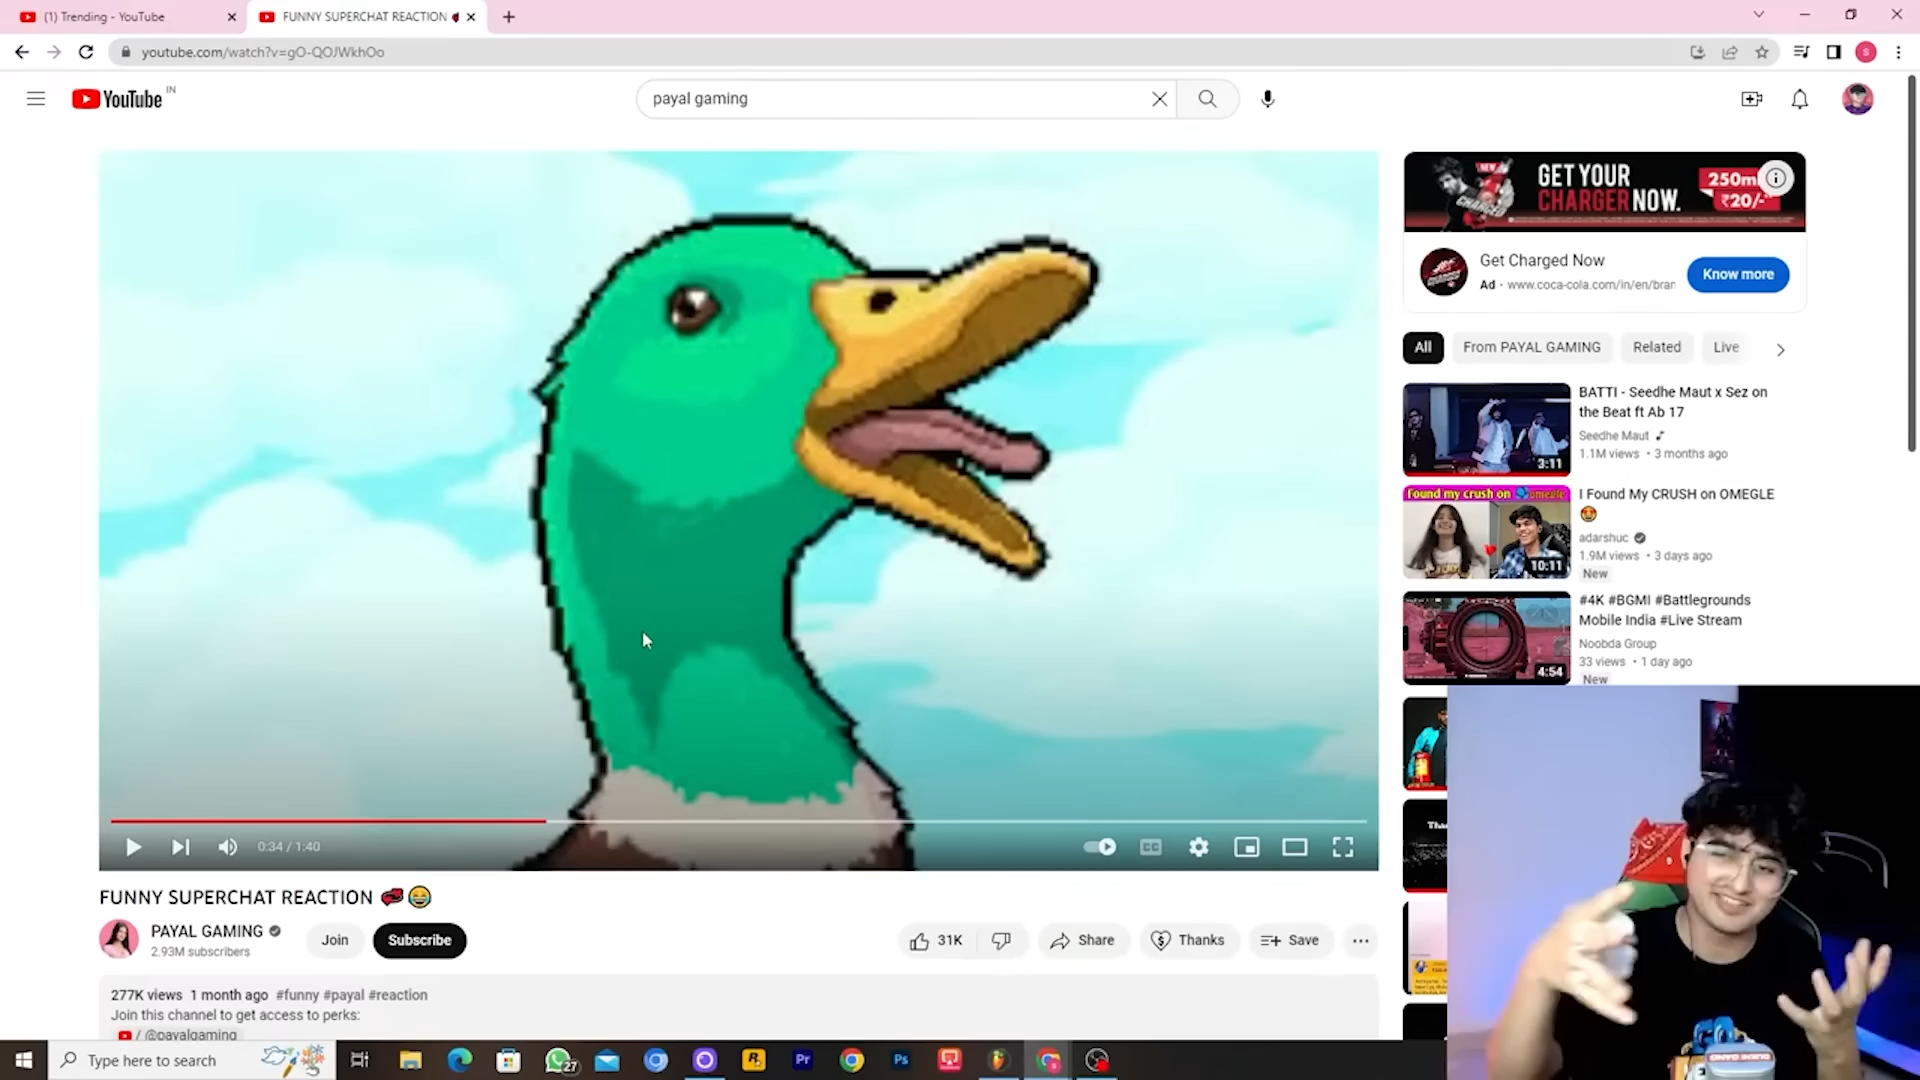 (1) Trending - YouTube
FUNNY SUPERCHAT REACTION
youtube.com/watch?v=gO-QOJWkhOo
S
YouTube IN
payal gaming
GET YOUR
CHARGER NOW.
NEW
250ml
₹20/-
Get Charged Now
Ad · www.coca-cola.com/in/en/bran
Know more
All
From PAYAL GAMING
Related
Live
BATTI - Seedhe Maut x Sez on
the Beat ft Ab 17
Seedhe Maut
1.1M views • 3 months ago
3:11
Found my crush on omegle
I Found My CRUSH on OMEGLE
🤩
adarshuc
1.9M views • 3 days ago
New
10:11
#4K #BGMI #Battlegrounds
Mobile India #Live Stream
Noobda Group
33 views • 1 day ago
New
4:54
0:34 / 1:40
CC
FUNNY SUPERCHAT REACTION 💞😂
PAYAL GAMING
2.93M subscribers
Join
Subscribe
31K
Share
Thanks
Save
277K views 1 month ago #funny #payal #reaction
Join this channel to get access to perks:
/ @payalgaming
Type here to search
27
R
Pr
Ps